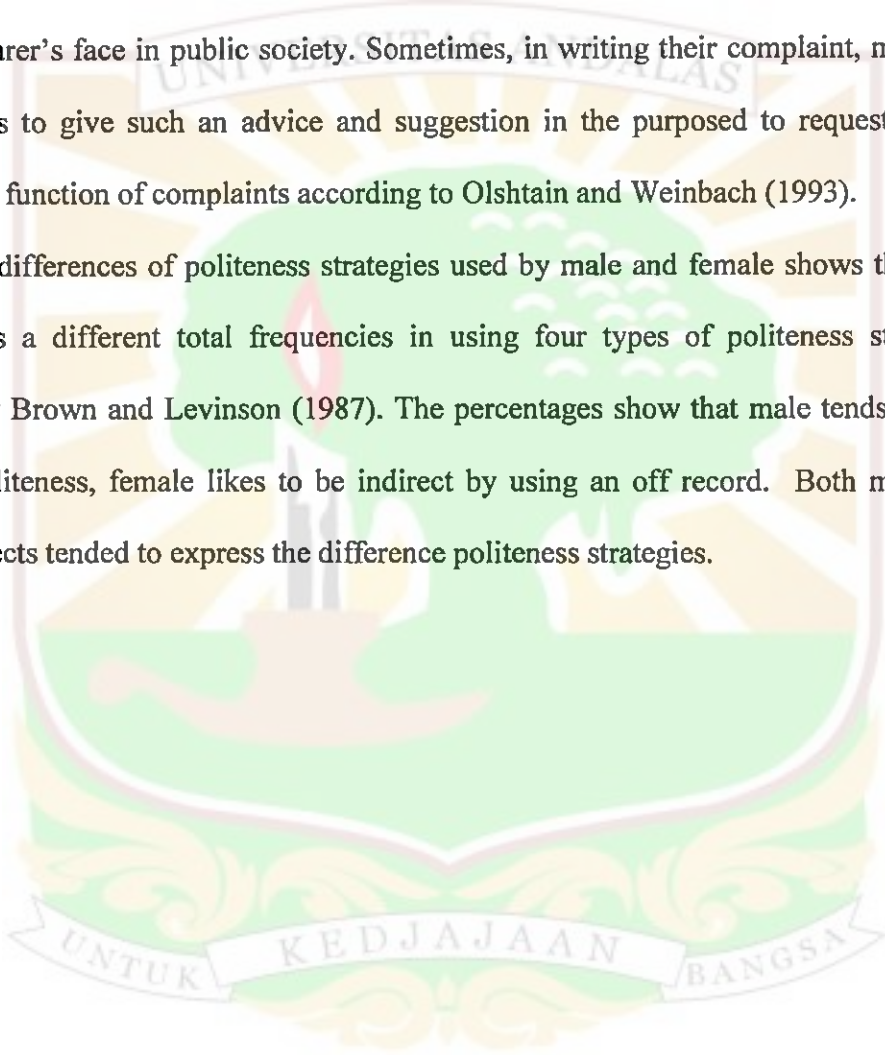 UNIVERSITAS ANDALAS
arer's face in public society. Sometimes, in writing their complaint,
s to give such an advice and suggestion in the purposed to request
function of complaints according to Olshtain and Weinbach (1993).
differences of politeness strategies used by male and female shows
s a different total frequencies in using four types of politeness
Brown and Levinson (1987). The percentages show that male tends
liteness, female likes to be indirect by using an off record. Both
ects tended to express the difference politeness strategies.
UNTUK KEDJAJAAN BANGSA